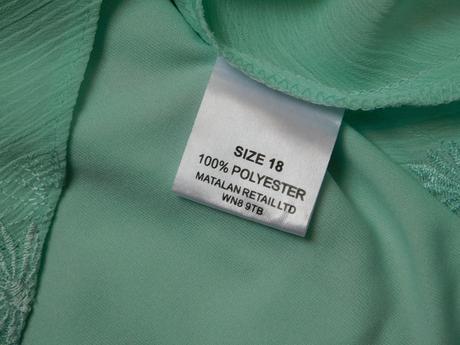 SIZE 18
100% POLYESTER
MATALAN RETAIL LTD
WN8 9TB